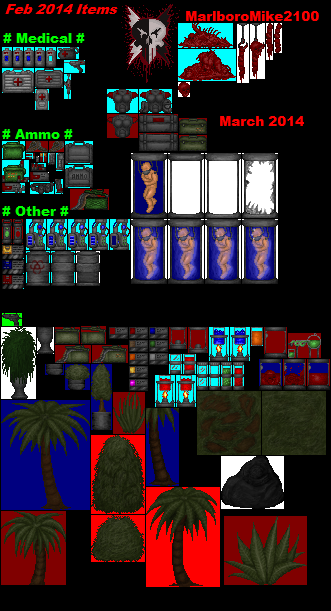 Feb 2014 Items
MarlboroMike2100
# Medical #
March 2014
# Ammo #
# Other #